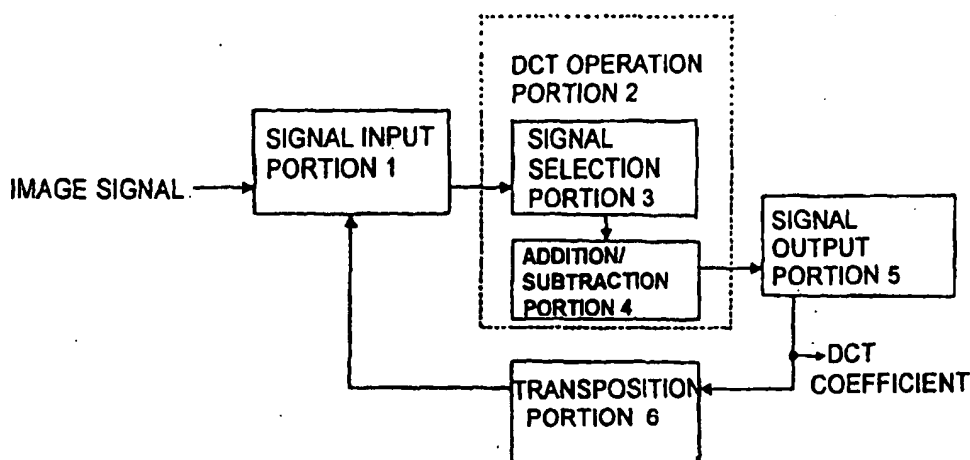 DCT OPERATION
PORTION 2
SIGNAL INPUT
PORTION 1
SIGNAL
SELECTION
PORTION 3
IMAGE SIGNAL
SIGNAL
OUTPUT
PORTION 5
ADDITION/
SUBTRACTION
PORTION 4
DCT
COEFFICIENT
TRANSPOSITION
PORTION 6